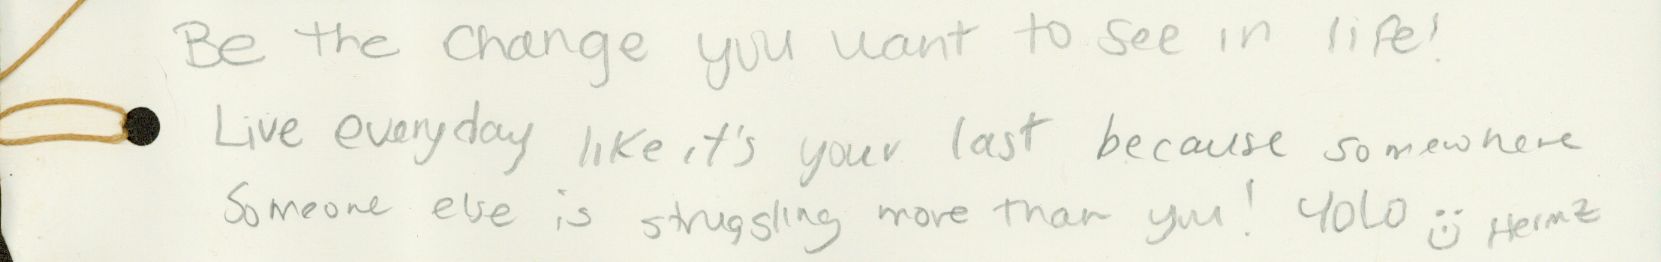 Be the change you want to see in life!
Live everyday like it's your last because somewhere
Someone else is struggling more than you! YOLO Hermz